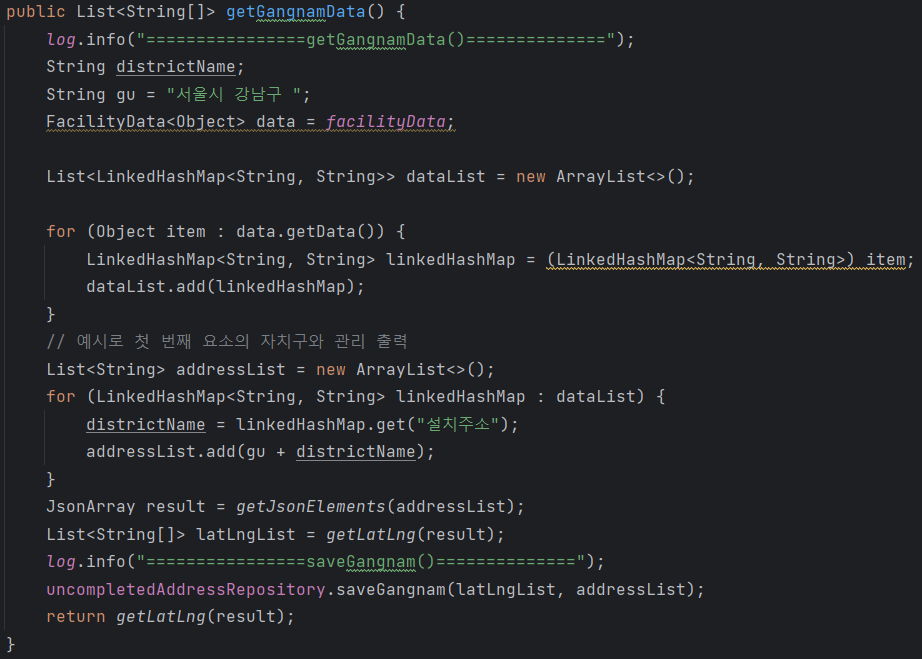 public List<String[]> getGangnamData() {
    log.info("================getGangnamData()==============");
    String districtName;
    String gu = "서울시 강남구 ";
    FacilityData<Object> data = facilityData;

    List<LinkedHashMap<String, String>> dataList = new ArrayList<>();

    for (Object item : data.getData()) {
        LinkedHashMap<String, String> linkedHashMap = (LinkedHashMap<String, String>) item;
        dataList.add(linkedHashMap);
    }
    // 예시로 첫 번째 요소의 자치구와 관리 출력
    List<String> addressList = new ArrayList<>();
    for (LinkedHashMap<String, String> linkedHashMap : dataList) {
        districtName = linkedHashMap.get("설치주소");
        addressList.add(gu + districtName);
    }
    JsonArray result = getJsonElements(addressList);
    List<String[]> latLngList = getLatLng(result);
    log.info("================saveGangnam()==============");
    uncompletedAddressRepository.saveGangnam(latLngList, addressList);
    return getLatLng(result);
}